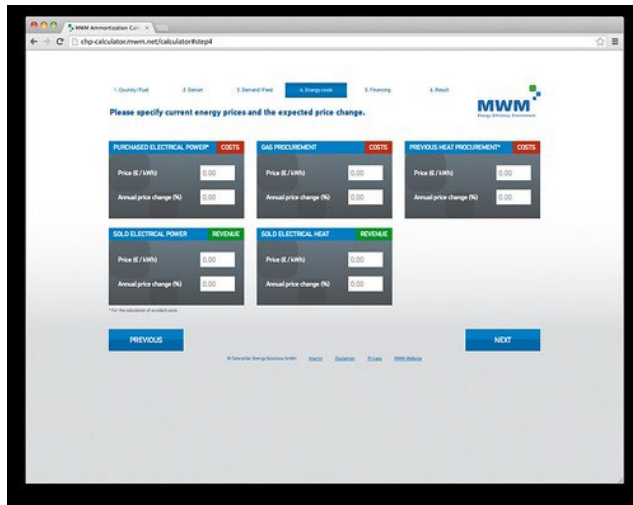 MWM Ammortization Calc
chp-calculator.mwm.net/calculator#step4
1. Country/Fuel 2. Genset 3. Demand/Feed 4. Energy costs 5. Financing 6. Result
Please specify current energy prices and the expected price change.
MWM
Energy. Efficiency. Environment.
PURCHASED ELECTRICAL POWER* COSTS
Price (€ / kWh) 0.00
Annual price change (%) 0.00
GAS PROCUREMENT COSTS
Price (€ / kWh) 0.00
Annual price change (%) 0.00
PREVIOUS HEAT PROCUREMENT* COSTS
Price (€ / kWh) 0.00
Annual price change (%) 0.00
SOLD ELECTRICAL POWER REVENUE
Price (€ / kWh) 0.00
Annual price change (%) 0.00
SOLD ELECTRICAL HEAT REVENUE
Price (€ / kWh) 0.00
Annual price change (%) 0.00
* For the calculation of avoided costs
PREVIOUS NEXT
© Caterpillar Energy Solutions GmbH Imprint Disclaimer Privacy MWM Website